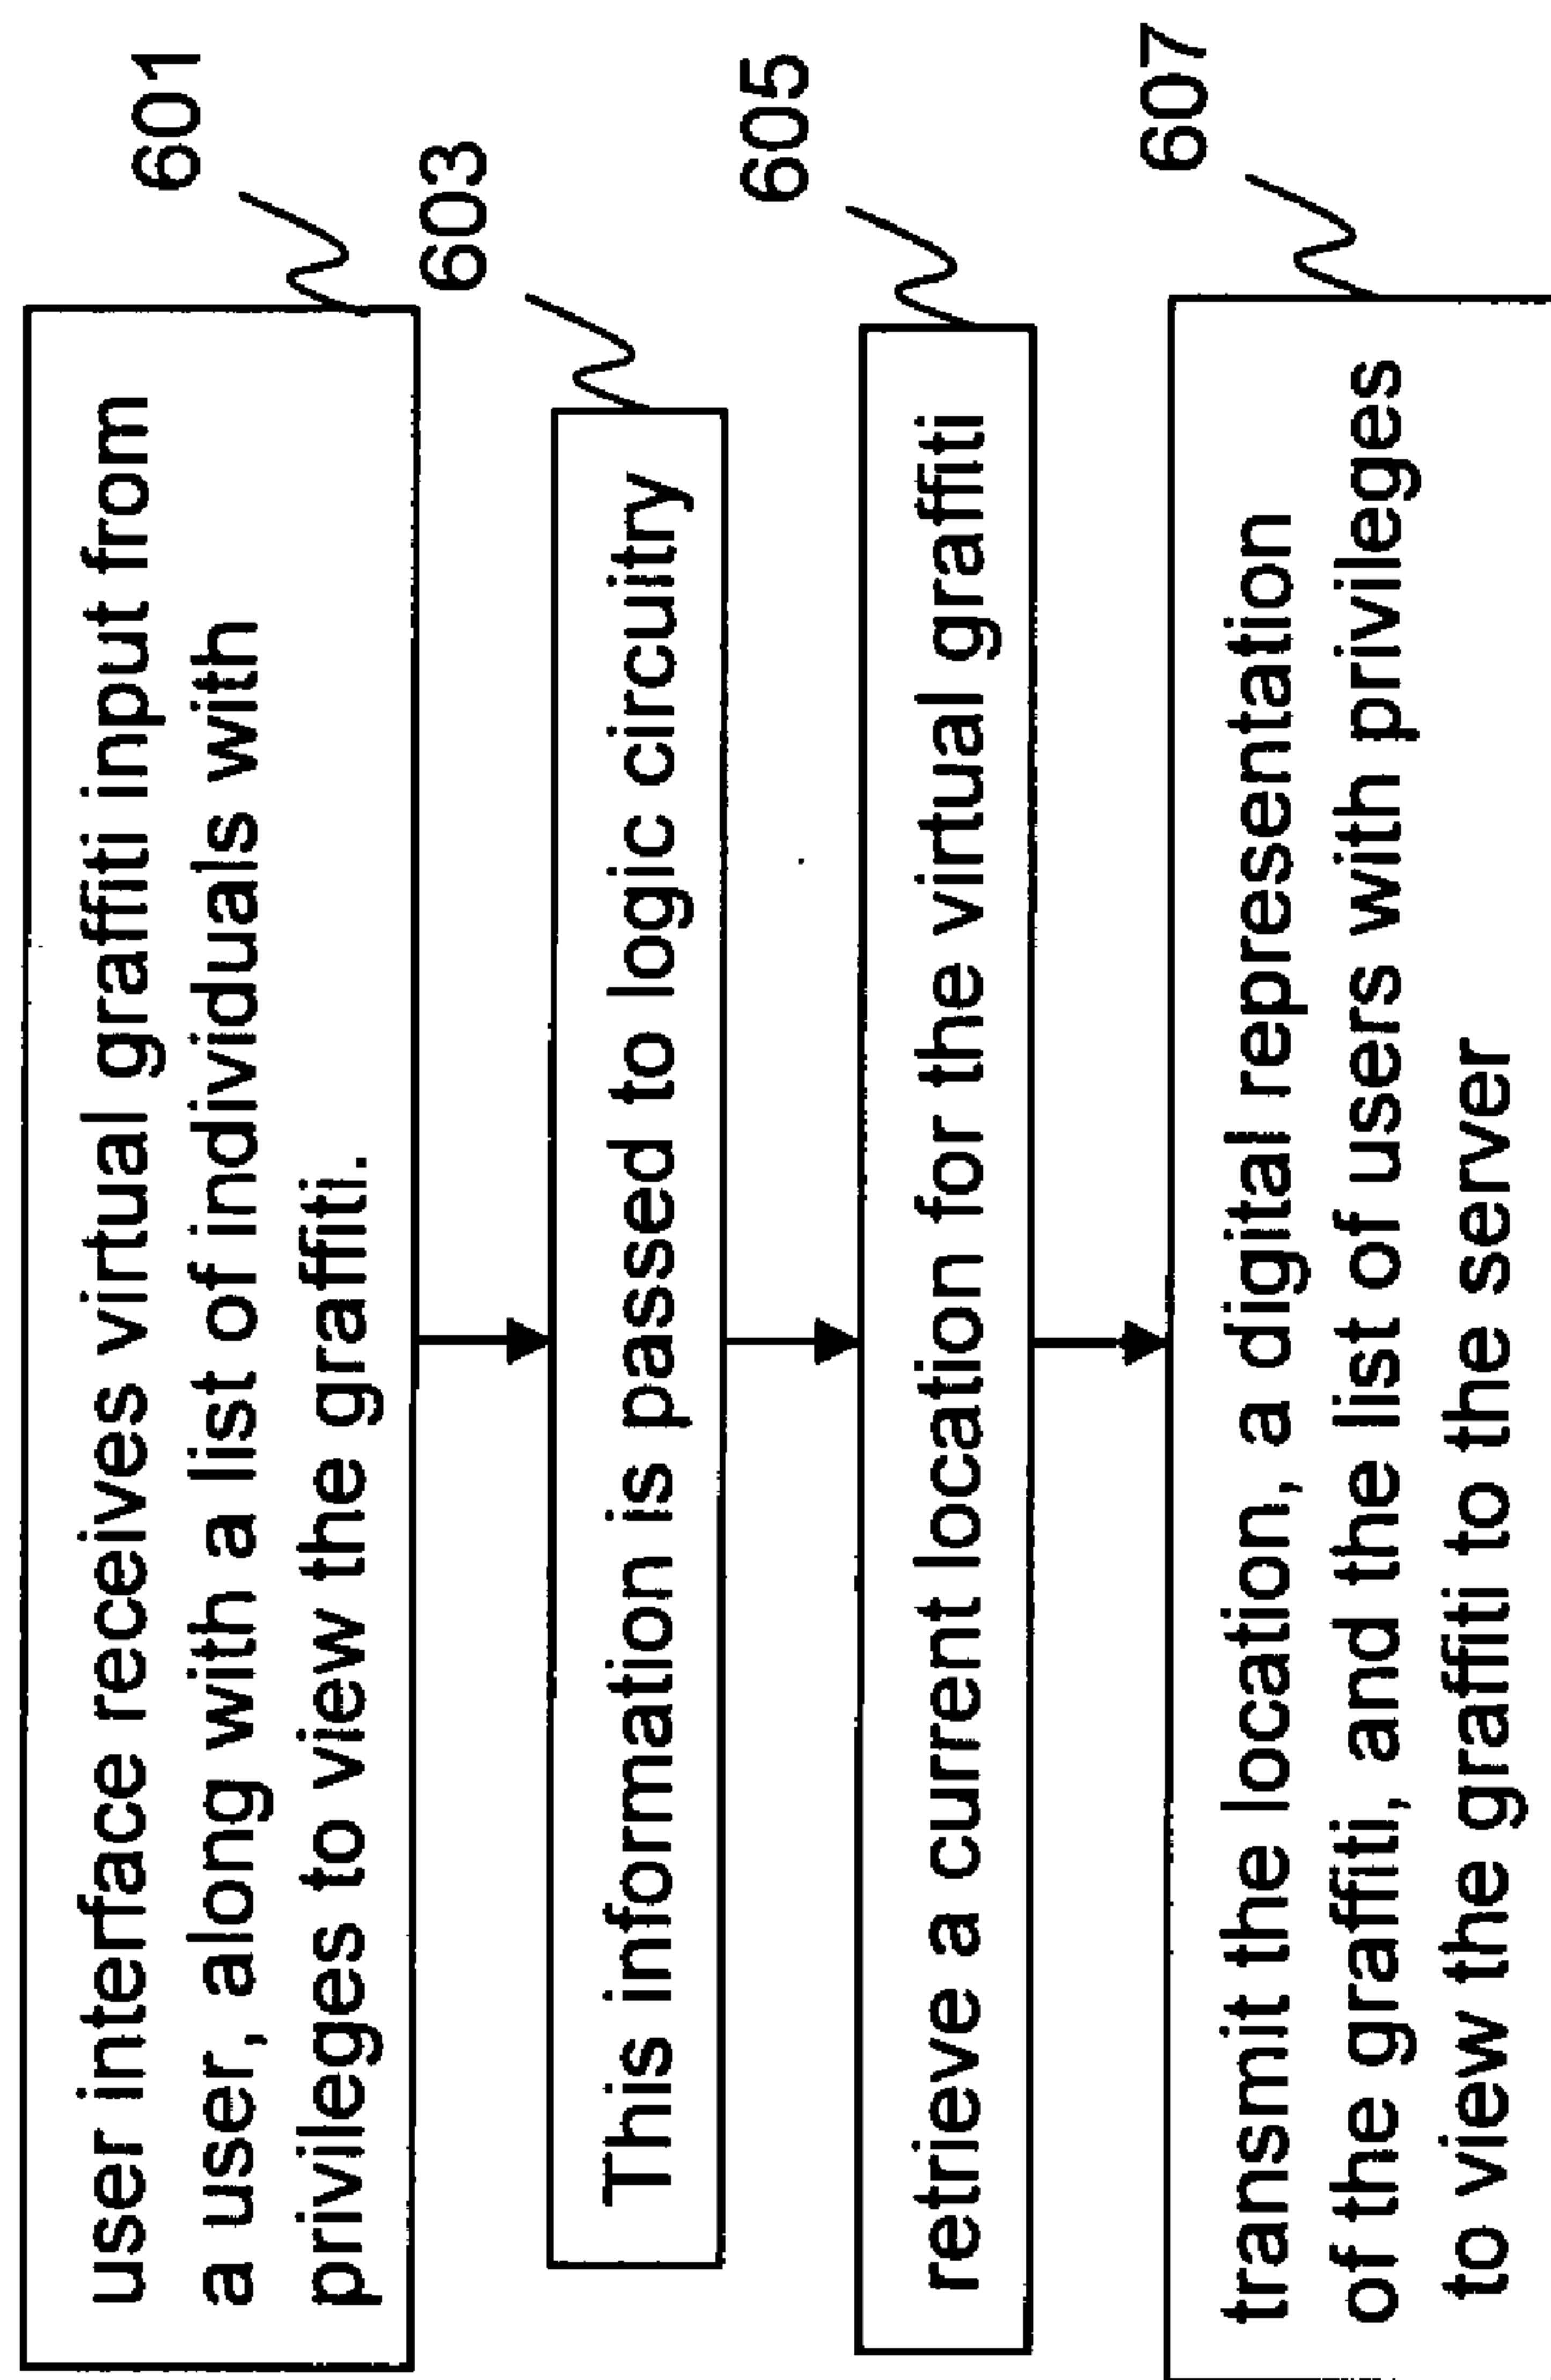 user interface receives virtual graffiti input from
a user, along with a list of individuals with
privileges to view the graffiti.
601
This information is passed to logic circuitry
603
retrieve a current location for the virtual graffiti
605
transmit the location, a digital representation
of the graffiti, and the list of users with privileges
to view the graffiti to the server
607